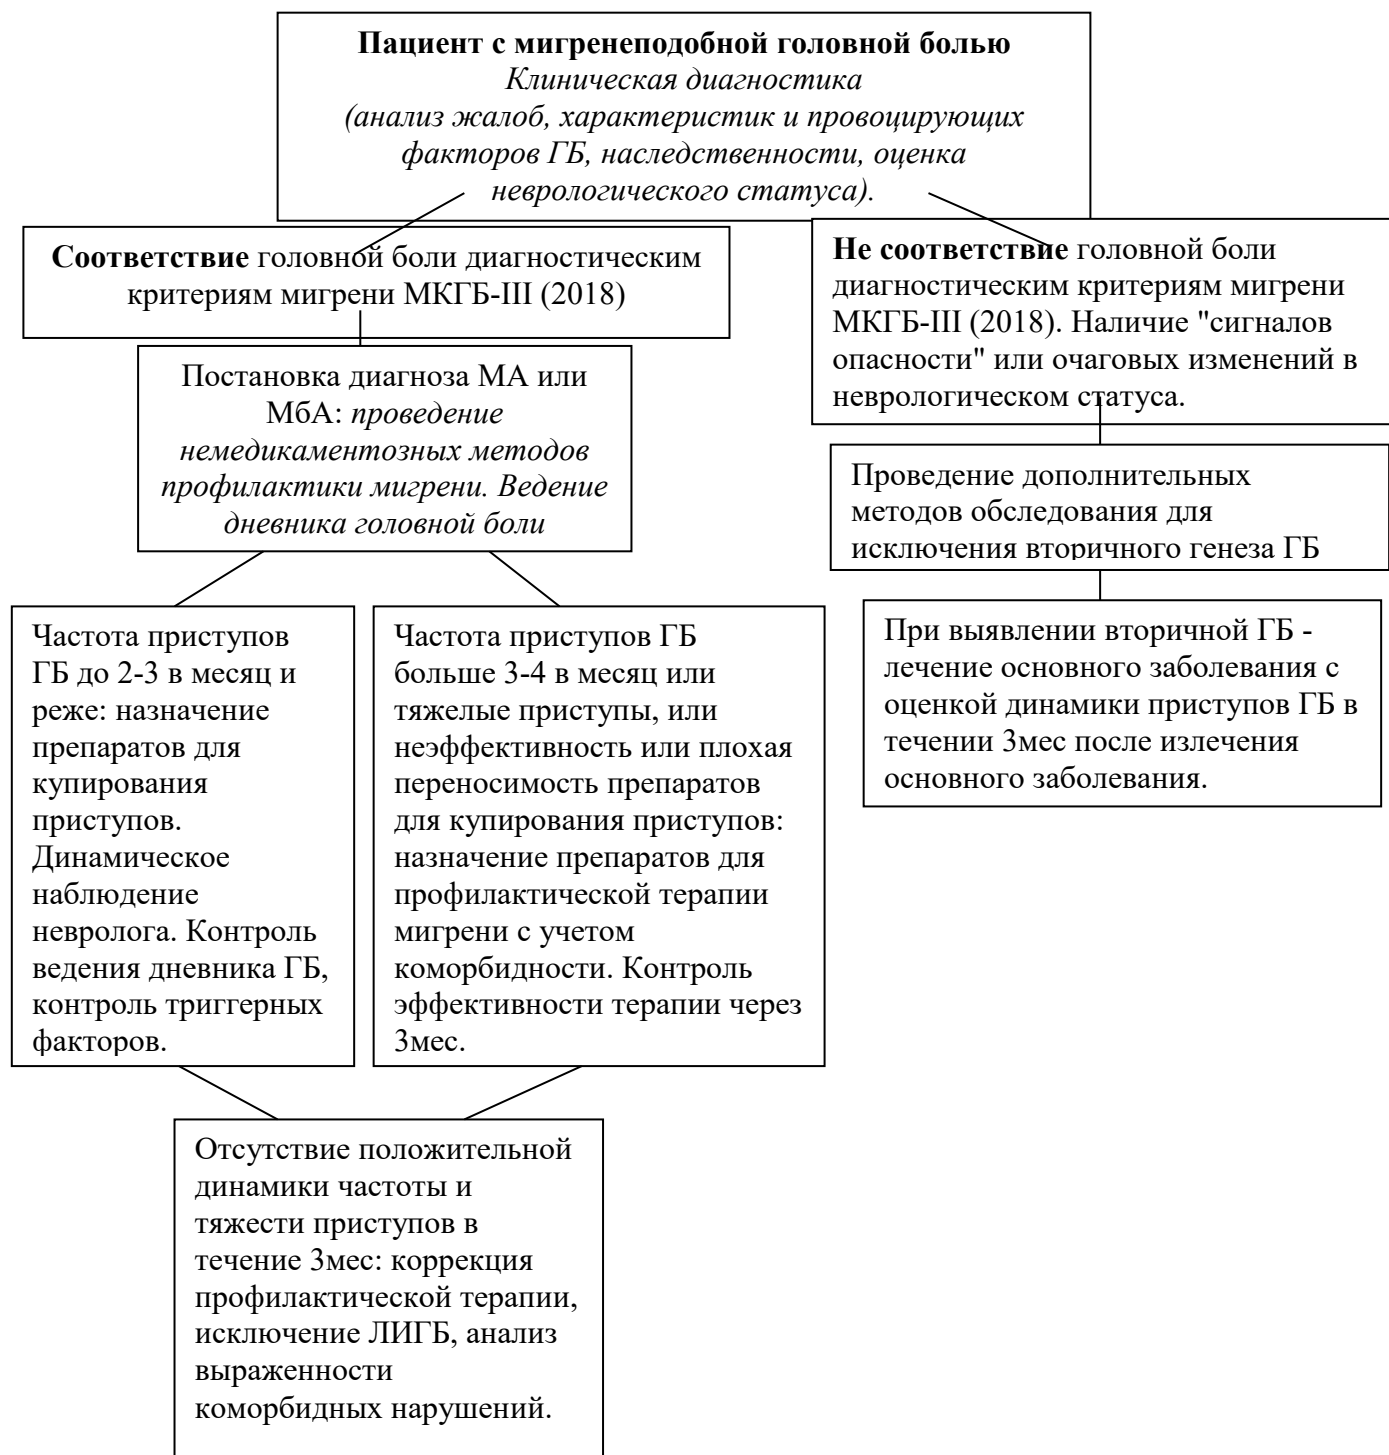 Пациент с мигренеподобной головной болью
Клиническая диагностика
(анализ жалоб, характеристик и провоцирующих
факторов ГБ, наследственности, оценка
неврологического статуса).
Соответствие головной боли диагностическим
критериям мигрени МКГБ-III (2018)
Не соответствие головной боли
диагностическим критериям мигрени
МКГБ-III (2018). Наличие "сигналов
опасности" или очаговых изменений в
неврологическом статуса.
Постановка диагноза МА или
МбА: проведение
немедикаментозных методов
профилактики мигрени. Ведение
дневника головной боли
Проведение дополнительных
методов обследования для
исключения вторичного генеза ГБ
Частота приступов
ГБ до 2-3 в месяц и
реже: назначение
препаратов для
купирования
приступов.
Динамическое
наблюдение
невролога. Контроль
ведения дневника ГБ,
контроль триггерных
факторов.
Частота приступов ГБ
больше 3-4 в месяц или
тяжелые приступы, или
неэффективность или плохая
переносимость препаратов
для купирования приступов:
назначение препаратов для
профилактической терапии
мигрени с учетом
коморбидности. Контроль
эффективности терапии через
3мес.
При выявлении вторичной ГБ -
лечение основного заболевания с
оценкой динамики приступов ГБ в
течении 3мес после излечения
основного заболевания.
Отсутствие положительной
динамики частоты и
тяжести приступов в
течение 3мес: коррекция
профилактической терапии,
исключение ЛИГБ, анализ
выраженности
коморбидных нарушений.